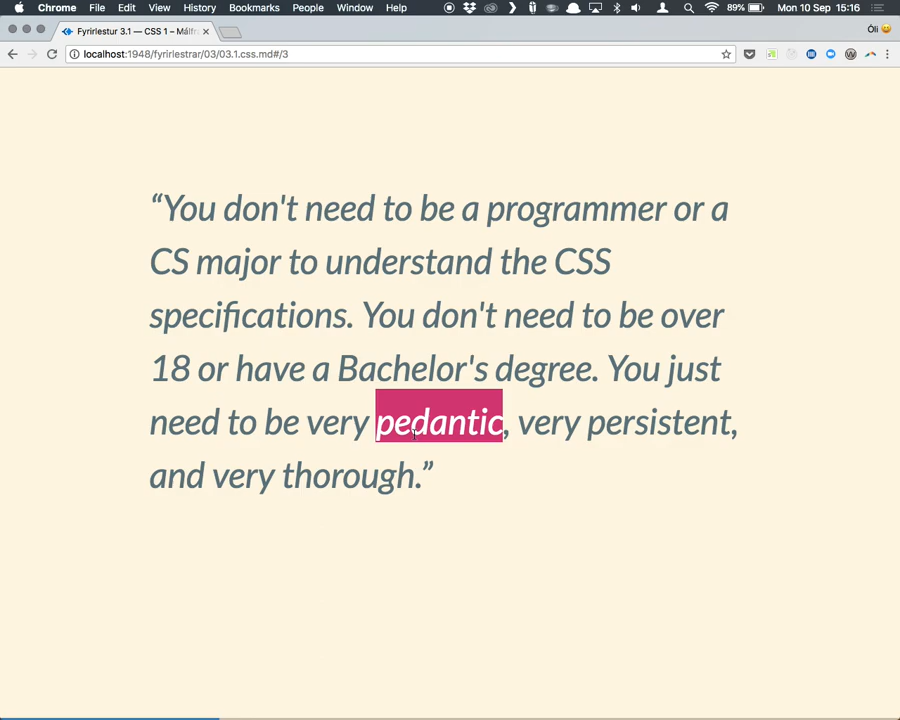 Chrome File Edit View History Bookmarks People Window Help 89% Mon 10 Sep 15:16
Fyrirlestur 3.1 — CSS 1 – Málfr Óli
localhost:1948/fyrirlestrar/03/03.1.css.md#/3
“You don't need to be a programmer or a
CS major to understand the CSS
specifications. You don't need to be over
18 or have a Bachelor's degree. You just
need to be very pedantic, very persistent,
and very thorough.”